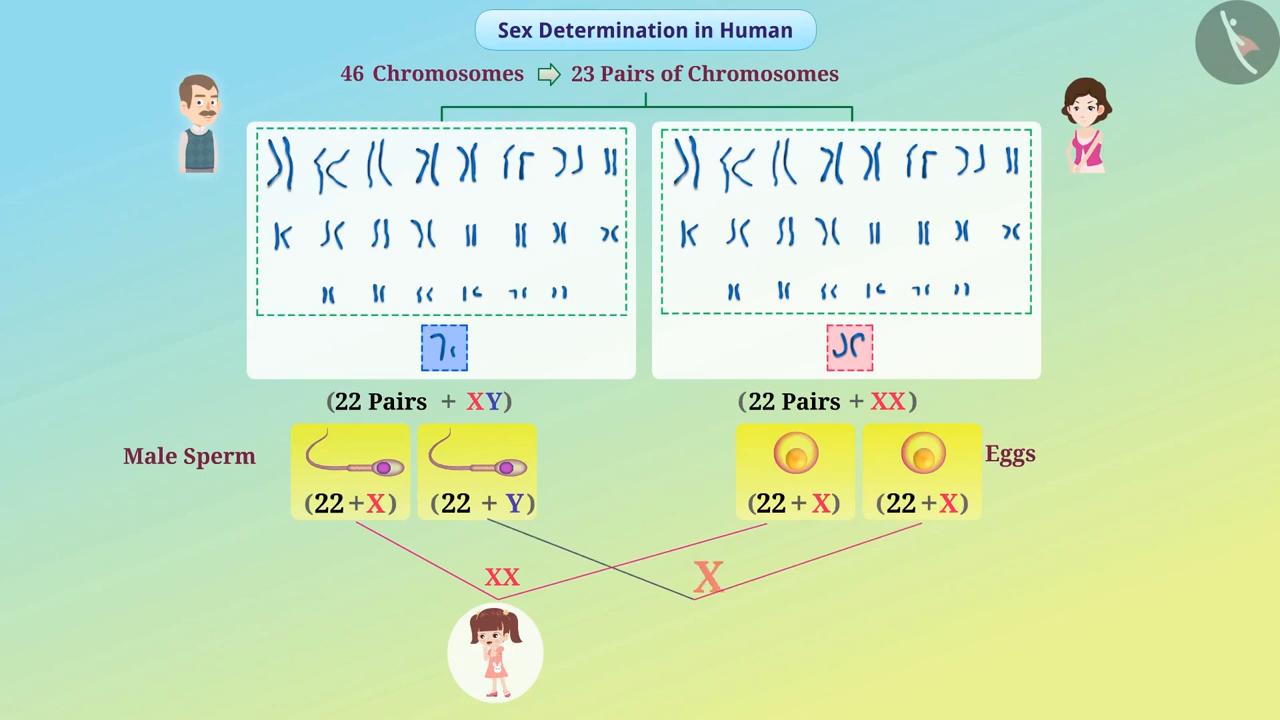 Sex Determination in Human
46 Chromosomes 23 Pairs of Chromosomes
(22 Pairs + XY) (22 Pairs + XX)
Male Sperm Eggs
(22+X) (22 + Y) (22+X) (22+X)
XX X